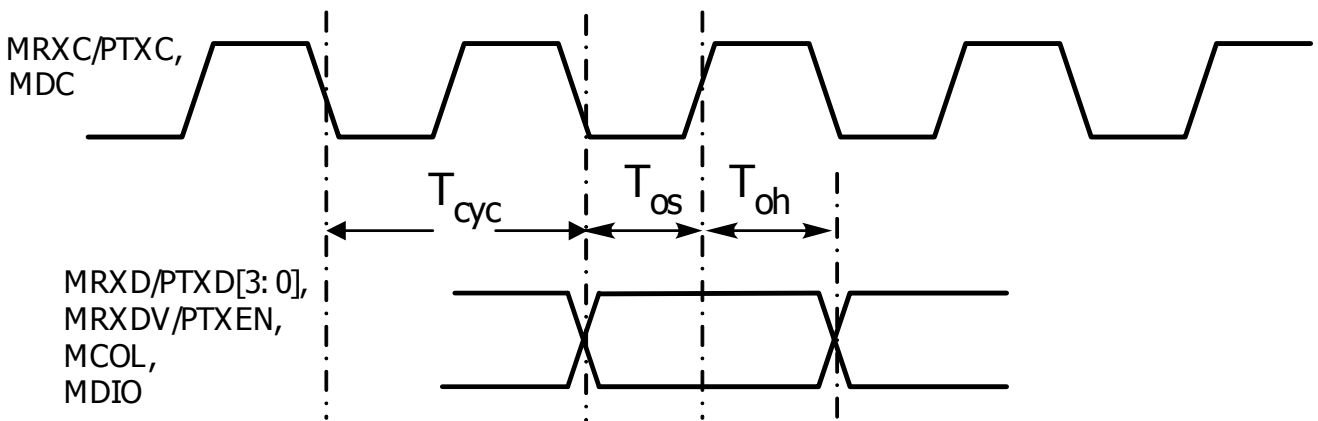 MRXC/PTXC,
MDC
Tcyc
Tos
Toh
MRXD/PTXD[3:0],
MRXDV/PTXEN,
MCOL,
MDIO